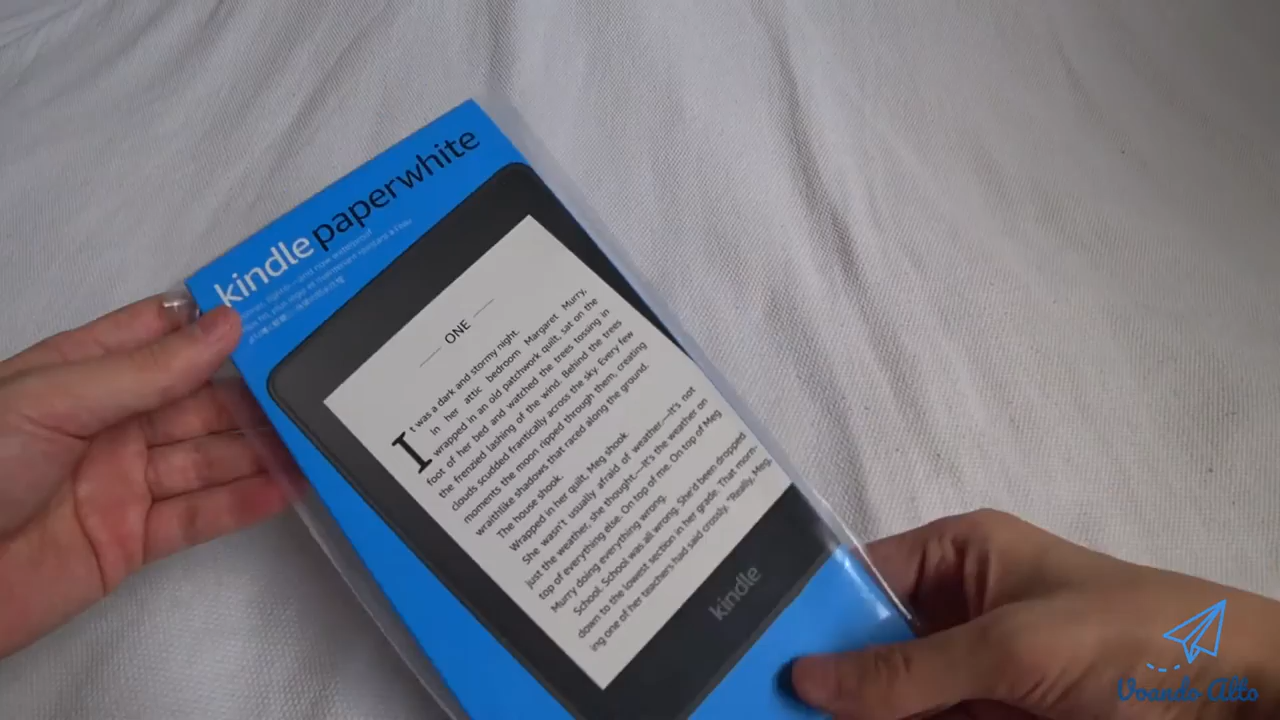 kindle paperwhite
ONE
It was a dark and stormy night.
In her attic bedroom Margaret Murry,
wrapped in an old patchwork quilt, sat on the
foot of her bed and watched the trees tossing in
the frenzied lashing of the wind. Behind the trees
clouds scudded frantically across the sky. Every few
moments the moon ripped through them, creating
wraithlike shadows that raced along the ground.
The house shook.
Wrapped in her quilt, Meg shook.
She wasn't usually afraid of weather.—it's not
just the weather, she thought.—it's the weather on
top of everything else. On top of me. On top of Meg
Murry doing everything wrong.
School. School was all wrong. She'd been dropped
down to the lowest section in her grade. That morn-
ing one of her teachers had said crossly, "Really, Meg,
kindle
Voando Alto